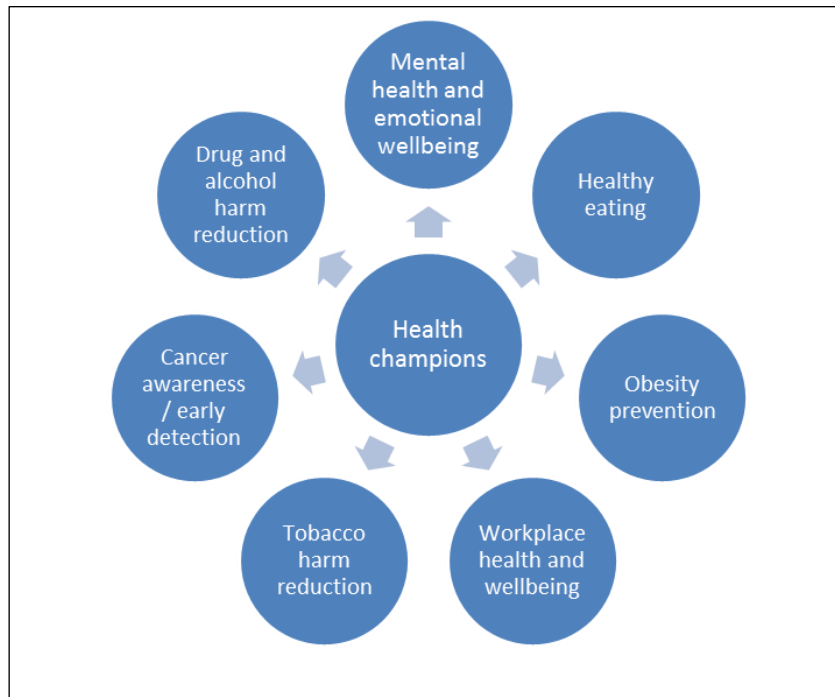 Mental
health and
emotional
wellbeing
Healthy
eating
Obesity
prevention
Workplace
health and
wellbeing
Tobacco
harm
reduction
Cancer
awareness
/ early
detection
Drug and
alcohol
harm
reduction
Health
champions